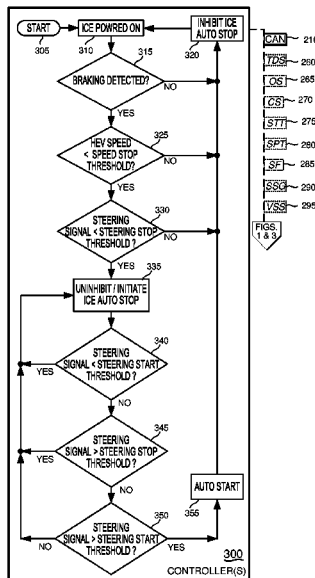 START
305
ICE POWRED ON
310
INHIBIT ICE
AUTO STOP
320
315
BRAKING DETECTED?
NO
YES
325
HEV SPEED
< SPEED STOP
THRESHOLD?
NO
YES
330
STEERING
SIGNAL < STEERING STOP
THRESHOLD ?
NO
YES
335
UNINHIBIT / INITIATE
ICE AUTO STOP
340
STEERING
SIGNAL < STEERING START
THRESHOLD ?
YES
NO
345
STEERING
SIGNAL > STEERING STOP
THRESHOLD ?
YES
NO
350
STEERING
SIGNAL > STEERING START
THRESHOLD ?
NO
YES
AUTO START
355
300
CONTROLLER(S)
CAN 210
TDS 260
OS 265
CS 270
STT 275
SPT 280
SF 285
SSG 290
VSS 295
FIGS.
1 & 3